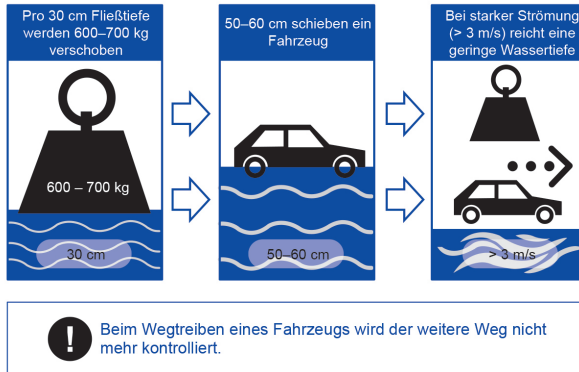 Pro 30 cm Fließtiefe
werden 600–700 kg
verschoben
600 – 700 kg
30 cm
50–60 cm schieben ein
Fahrzeug
50–60 cm
Bei starker Strömung
(> 3 m/s) reicht eine
geringe Wassertiefe
> 3 m/s
! Beim Wegtreiben eines Fahrzeugs wird der weitere Weg nicht
mehr kontrolliert.